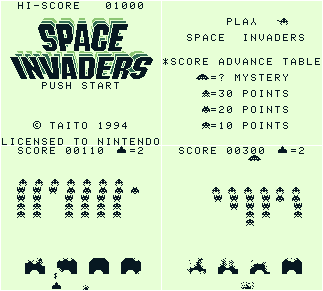 HI-SCORE 01000
SPACE
INVADERS
PUSH START
© TAITO 1994
LICENSED TO NINTENDO
PLAY
SPACE INVADERS
*SCORE ADVANCE TABLE
=? MYSTERY
=30 POINTS
=20 POINTS
=10 POINTS
SCORE 00110 =2
SCORE 00300 =2